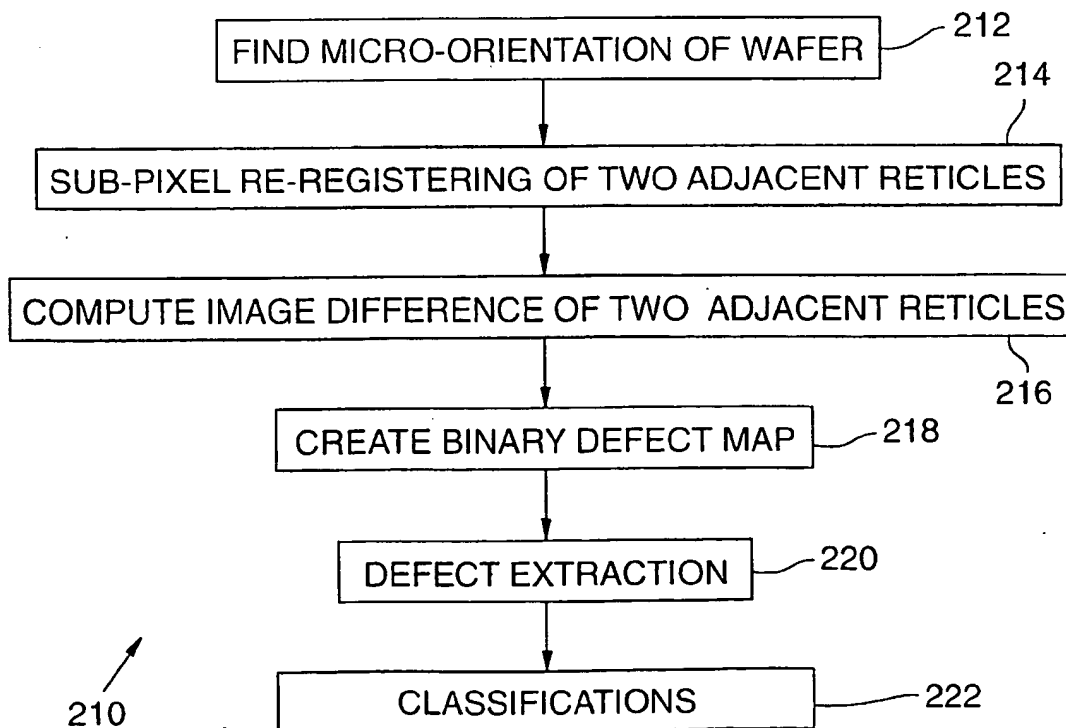 FIND MICRO-ORIENTATION OF WAFER
212
214
SUB-PIXEL RE-REGISTERING OF TWO ADJACENT RETICLES
COMPUTE IMAGE DIFFERENCE OF TWO ADJACENT RETICLES
216
CREATE BINARY DEFECT MAP
218
DEFECT EXTRACTION
220
CLASSIFICATIONS
222
210